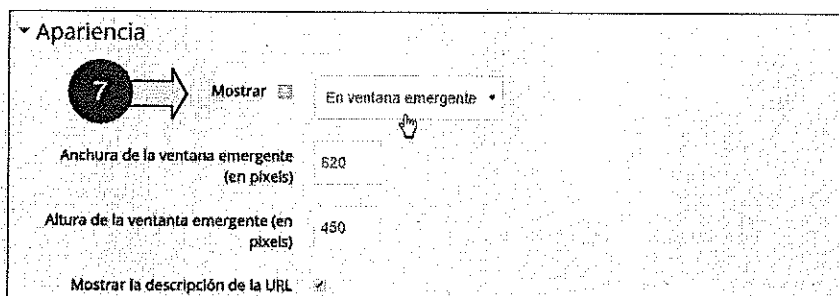 Apariencia
7
Mostrar
En ventana emergente
Anchura de la ventana emergente
(en pixels)
620
Altura de la ventanta emergente (en
pixels)
450
Mostrar la descripción de la URL